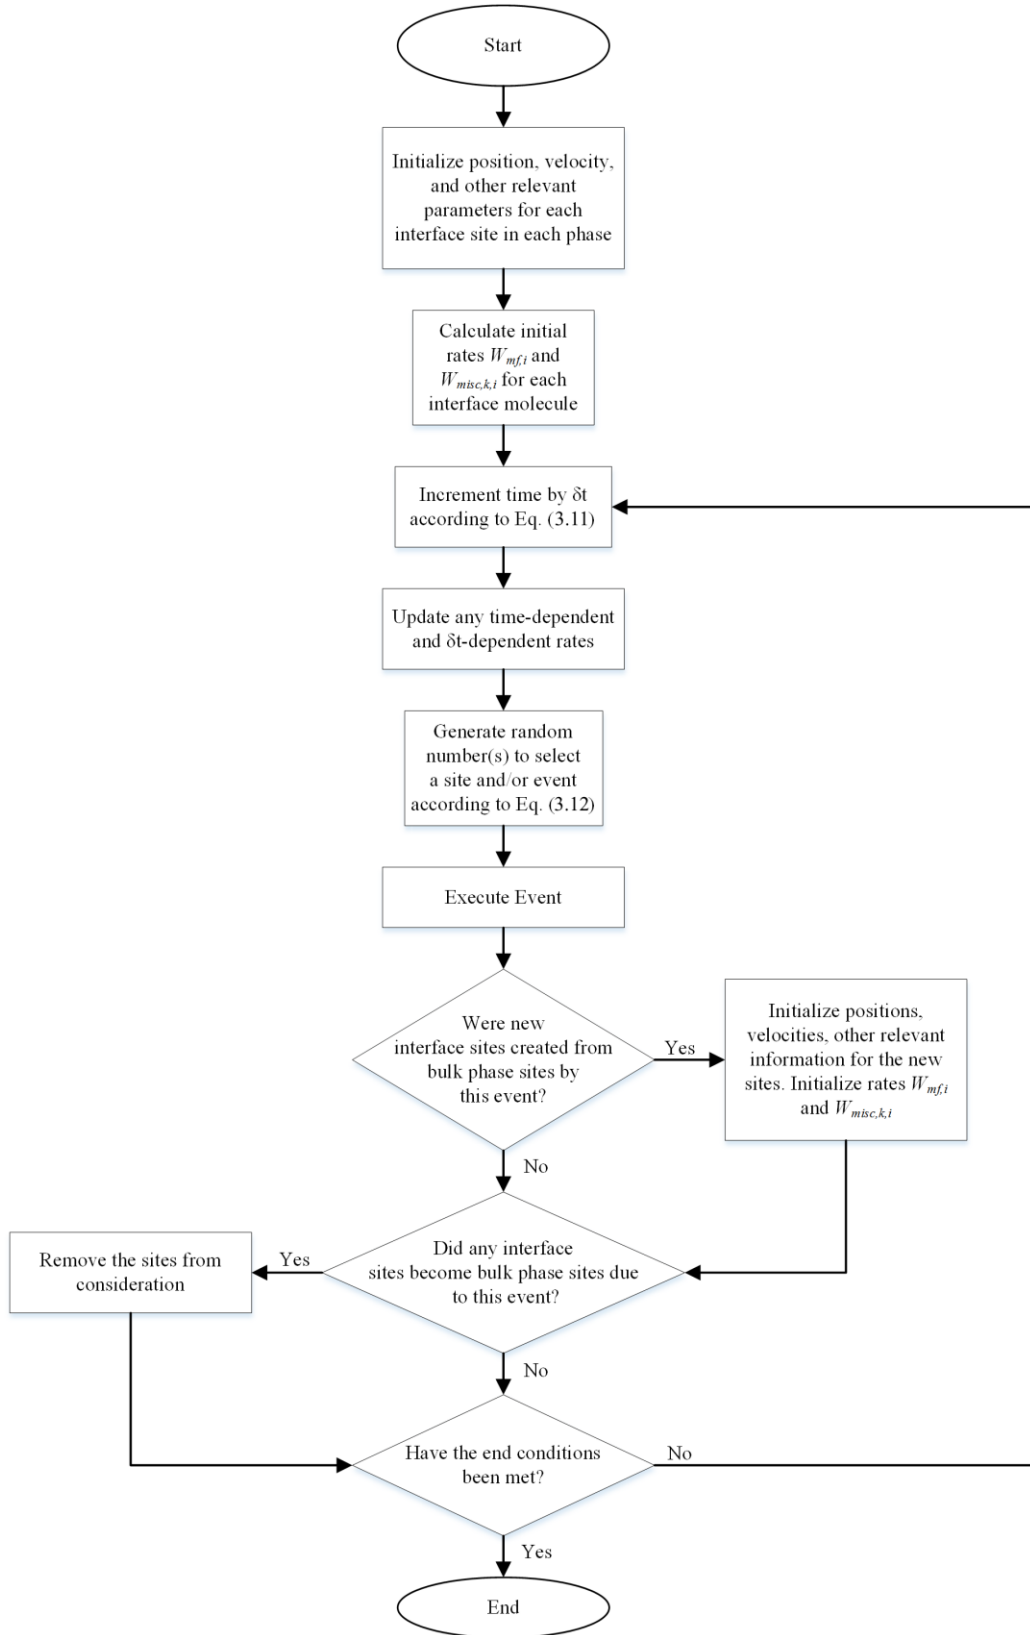 Start
Initialize position, velocity,
and other relevant
parameters for each
interface site in each phase
Calculate initial
rates W_mf,i and
W_misc,k,i for each
interface molecule
Increment time by δt
according to Eq. (3.11)
Update any time-dependent
and δt-dependent rates
Generate random
number(s) to select
a site and/or event
according to Eq. (3.12)
Execute Event
Were new
interface sites created from
bulk phase sites by
this event?
Yes
Initialize positions,
velocities, other relevant
information for the new
sites. Initialize rates W_mf,i
and W_misc,k,i
No
Did any interface
sites become bulk phase sites due
to this event?
Yes
Remove the sites from
consideration
No
Have the end conditions
been met?
No
Yes
End